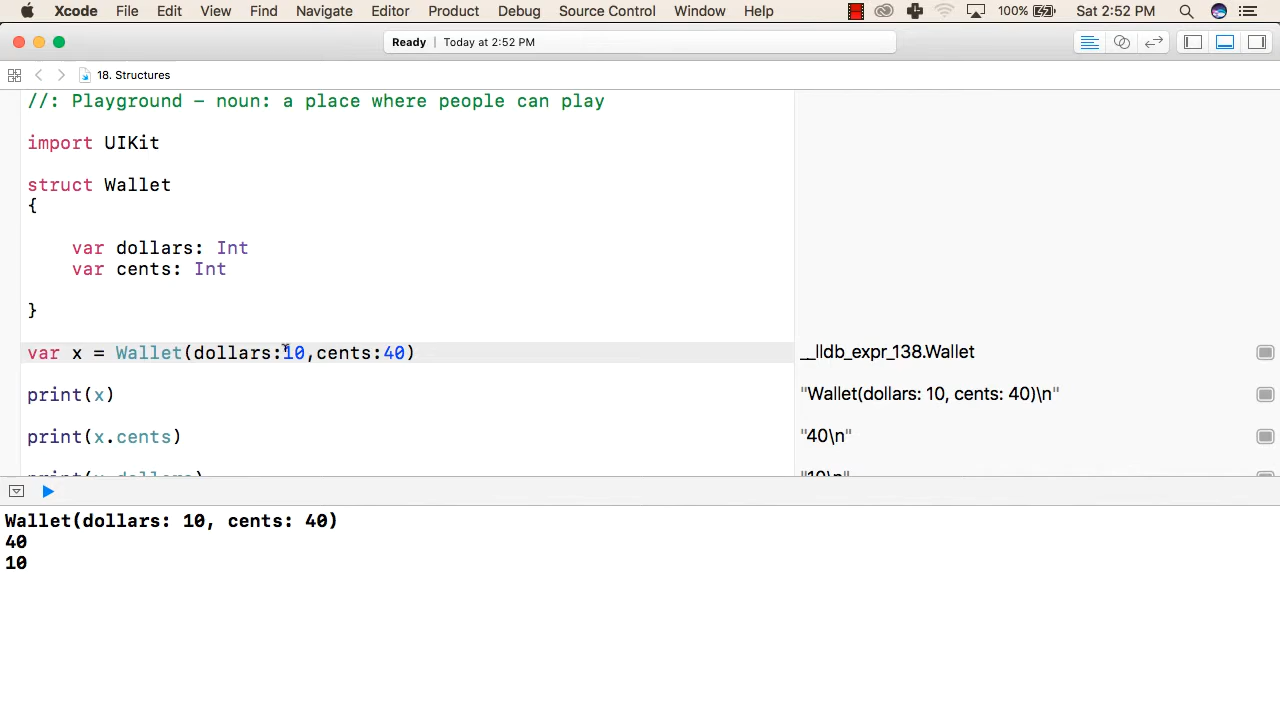 Xcode File Edit View Find Navigate Editor Product Debug Source Control Window Help 100% Sat 2:52 PM
Ready | Today at 2:52 PM
18. Structures
//: Playground – noun: a place where people can play
import UIKit
struct Wallet
{
var dollars: Int
var cents: Int
}
var x = Wallet(dollars:10,cents:40)
__lldb_expr_138.Wallet
print(x)
"Wallet(dollars: 10, cents: 40)\n"
print(x.cents)
"40\n"
print(x.dollars)
"10\n"
Wallet(dollars: 10, cents: 40)
40
10